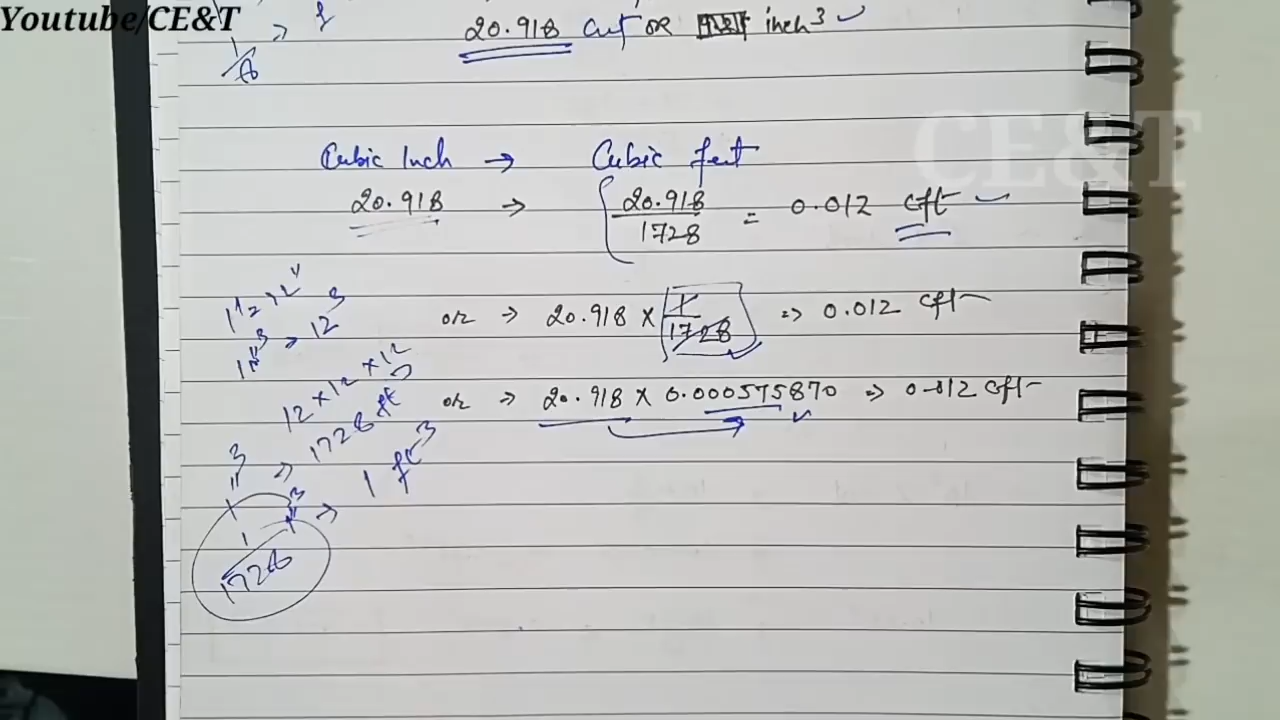 Youtube/CE&T
20.918 Cuf OR inch³
CE&T
Cubic Inch → Cubic feet
20.918 → 20.918/1728 = 0.012 cft
or ⇒ 20.918 × 1/1728 ⇒ 0.012 cft
12 × 12 × 12
or ⇒ 20.918 × 0.000575870 ⇒ 0.012 cft
1728
1 ft³
1/1728